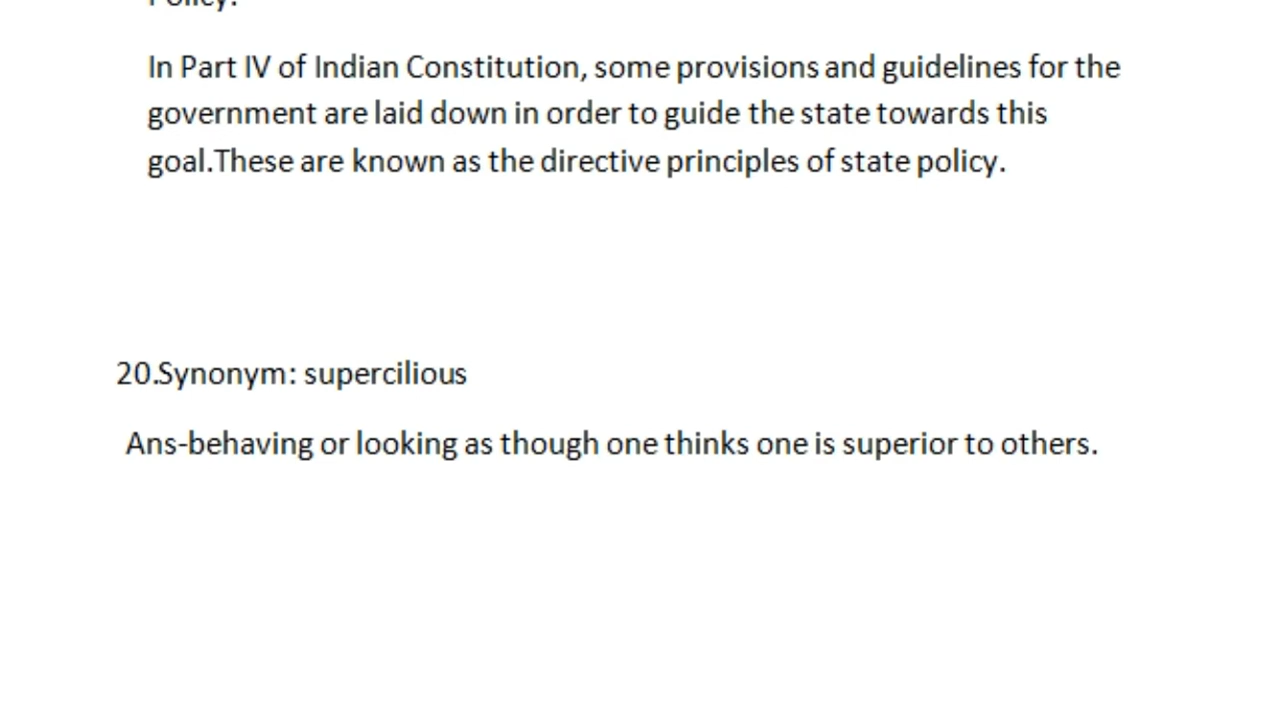 Policy.
In Part IV of Indian Constitution, some provisions and guidelines for the
government are laid down in order to guide the state towards this
goal.These are known as the directive principles of state policy.
20.Synonym: supercilious
Ans-behaving or looking as though one thinks one is superior to others.